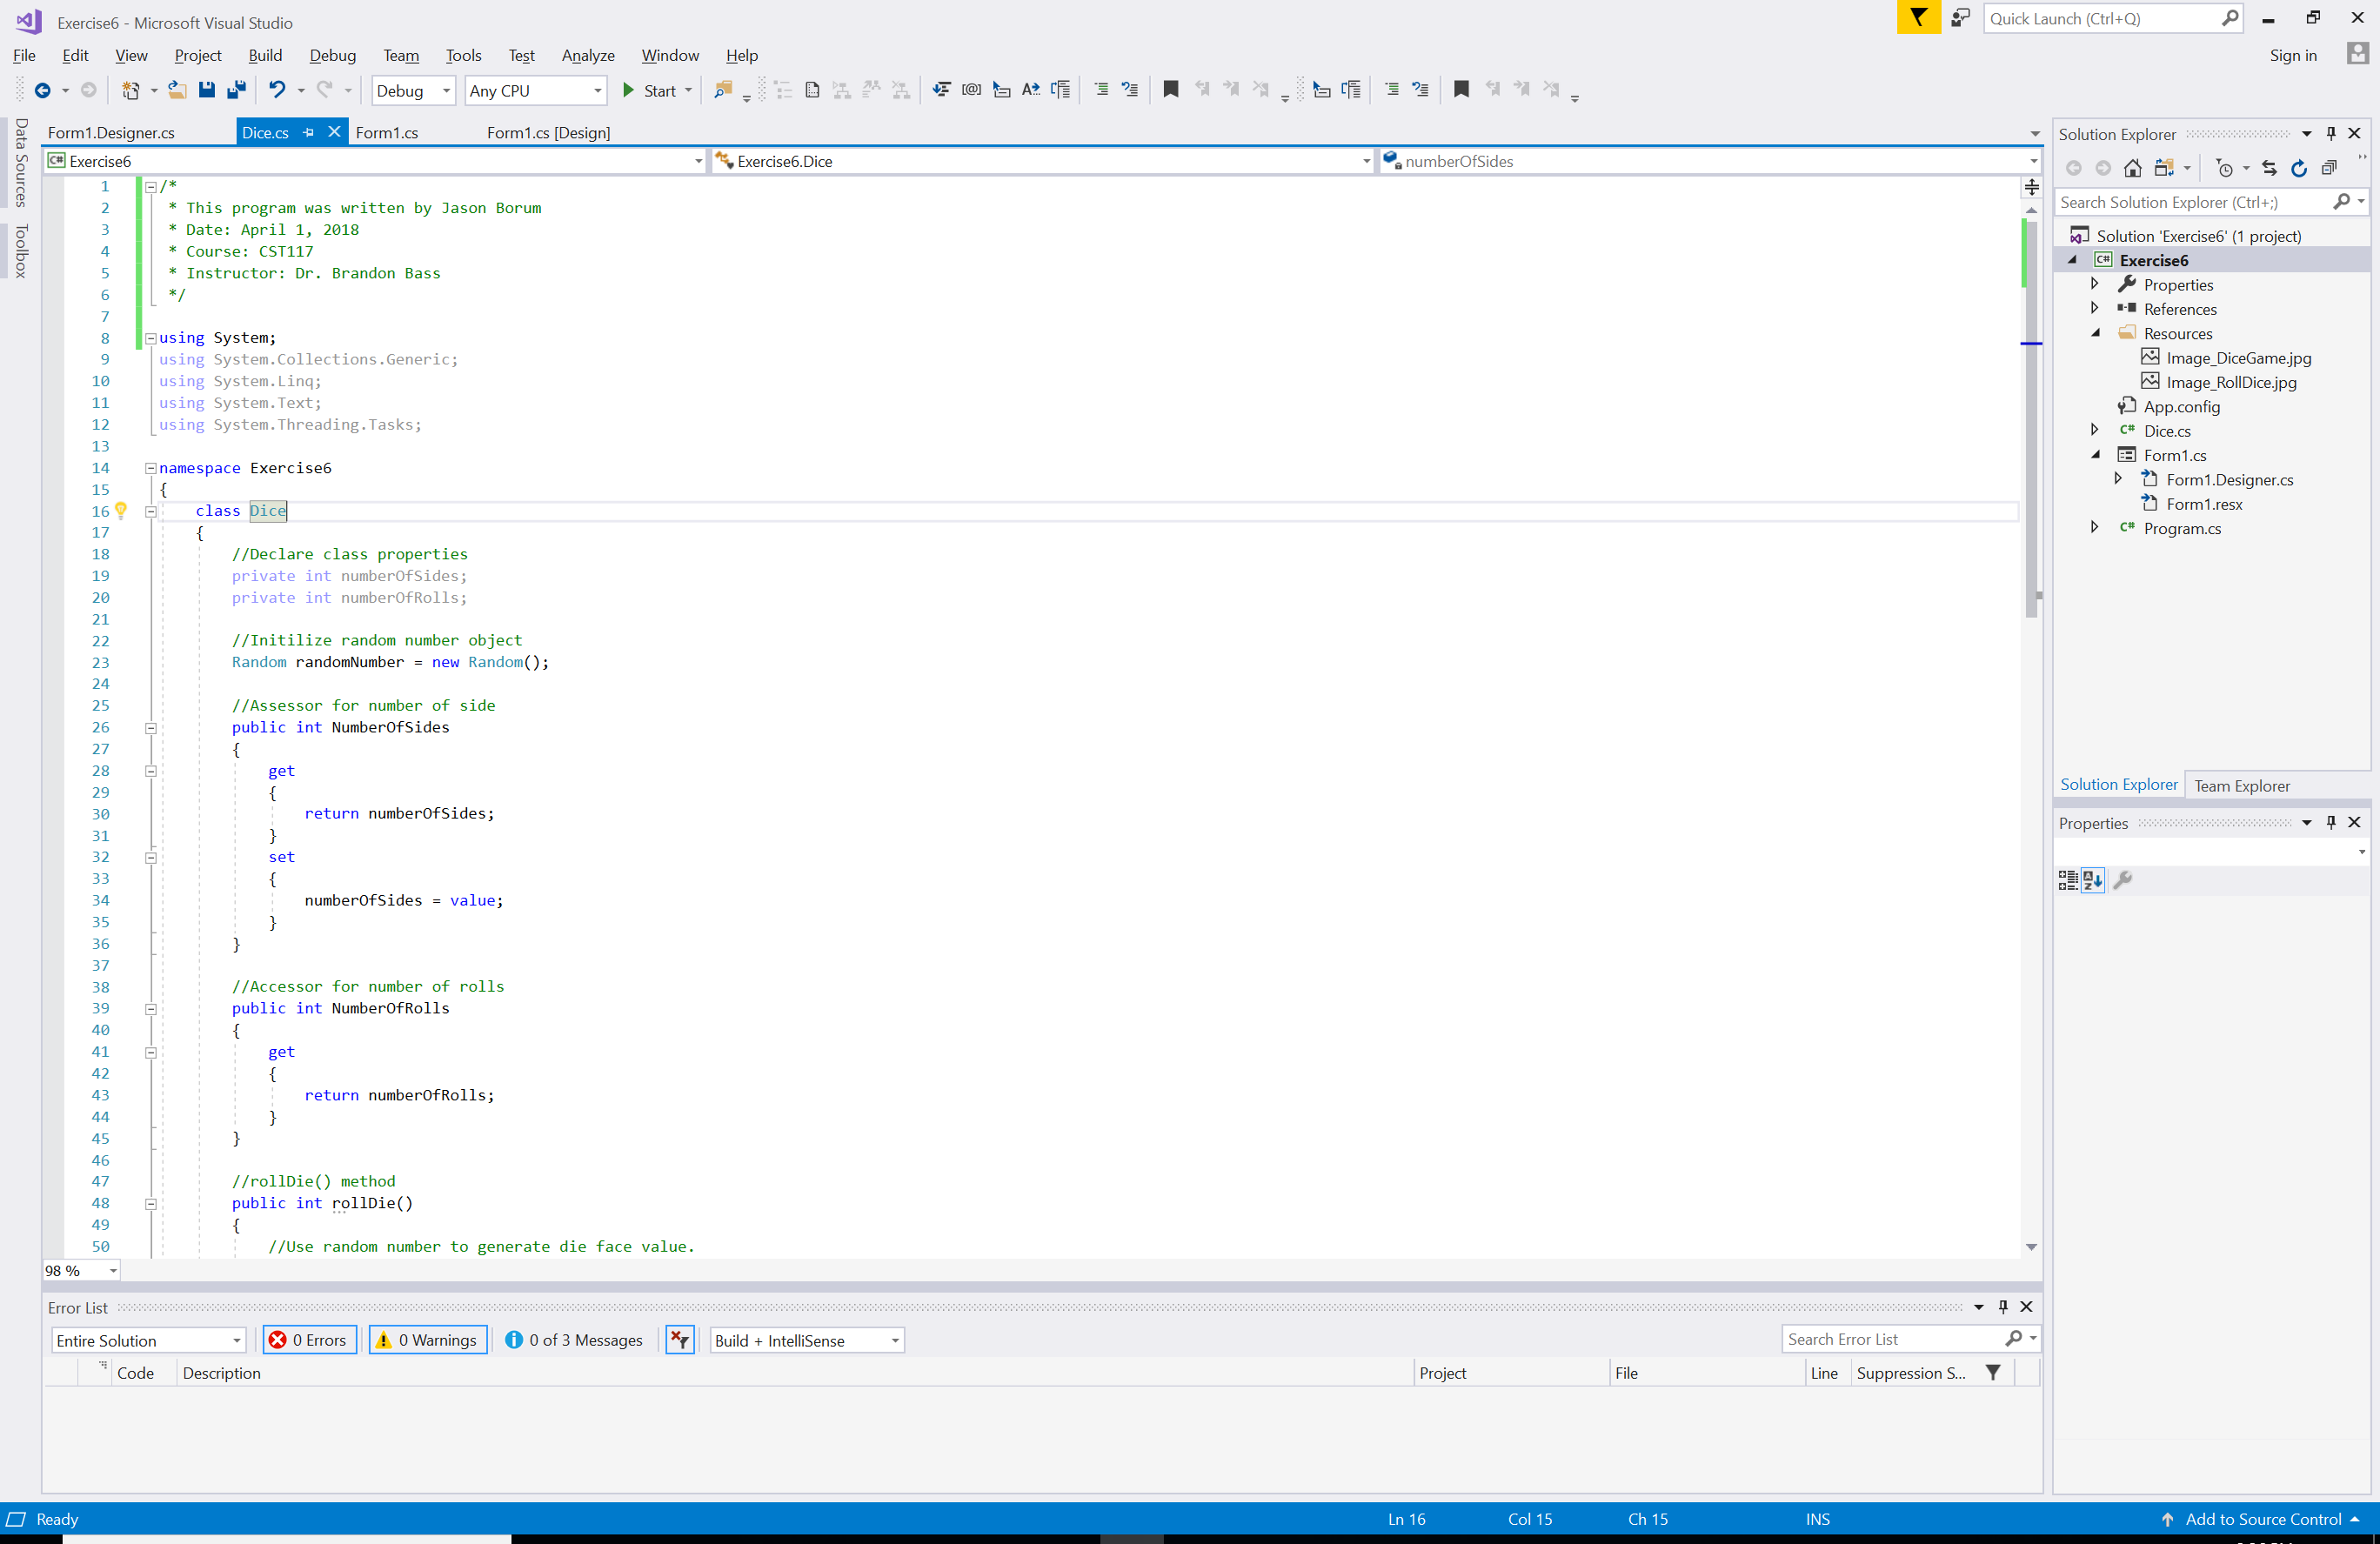 Exercise6 - Microsoft Visual Studio
Quick Launch (Ctrl+Q)
File Edit View Project Build Debug Team Tools Test Analyze Window Help
Sign in
Debug Any CPU Start
Data Sources
Toolbox
Form1.Designer.cs Dice.cs Form1.cs Form1.cs [Design]
Exercise6 Exercise6.Dice numberOfSides
1 /*
2 * This program was written by Jason Borum
3 * Date: April 1, 2018
4 * Course: CST117
5 * Instructor: Dr. Brandon Bass
6 */
7
8 using System;
9 using System.Collections.Generic;
10 using System.Linq;
11 using System.Text;
12 using System.Threading.Tasks;
13
14 namespace Exercise6
15 {
16 class Dice
17 {
18 //Declare class properties
19 private int numberOfSides;
20 private int numberOfRolls;
21
22 //Initilize random number object
23 Random randomNumber = new Random();
24
25 //Assessor for number of side
26 public int NumberOfSides
27 {
28 get
29 {
30 return numberOfSides;
31 }
32 set
33 {
34 numberOfSides = value;
35 }
36 }
37
38 //Accessor for number of rolls
39 public int NumberOfRolls
40 {
41 get
42 {
43 return numberOfRolls;
44 }
45 }
46
47 //rollDie() method
48 public int rollDie()
49 {
50 //Use random number to generate die face value.
98 %
Error List
Entire Solution 0 Errors 0 Warnings 0 of 3 Messages Build + IntelliSense Search Error List
Code Description Project File Line Suppression S...
Solution Explorer
Search Solution Explorer (Ctrl+;)
Solution 'Exercise6' (1 project)
Exercise6
Properties
References
Resources
Image_DiceGame.jpg
Image_RollDice.jpg
App.config
Dice.cs
Form1.cs
Form1.Designer.cs
Form1.resx
Program.cs
Solution Explorer Team Explorer
Properties
Ready Ln 16 Col 15 Ch 15 INS Add to Source Control